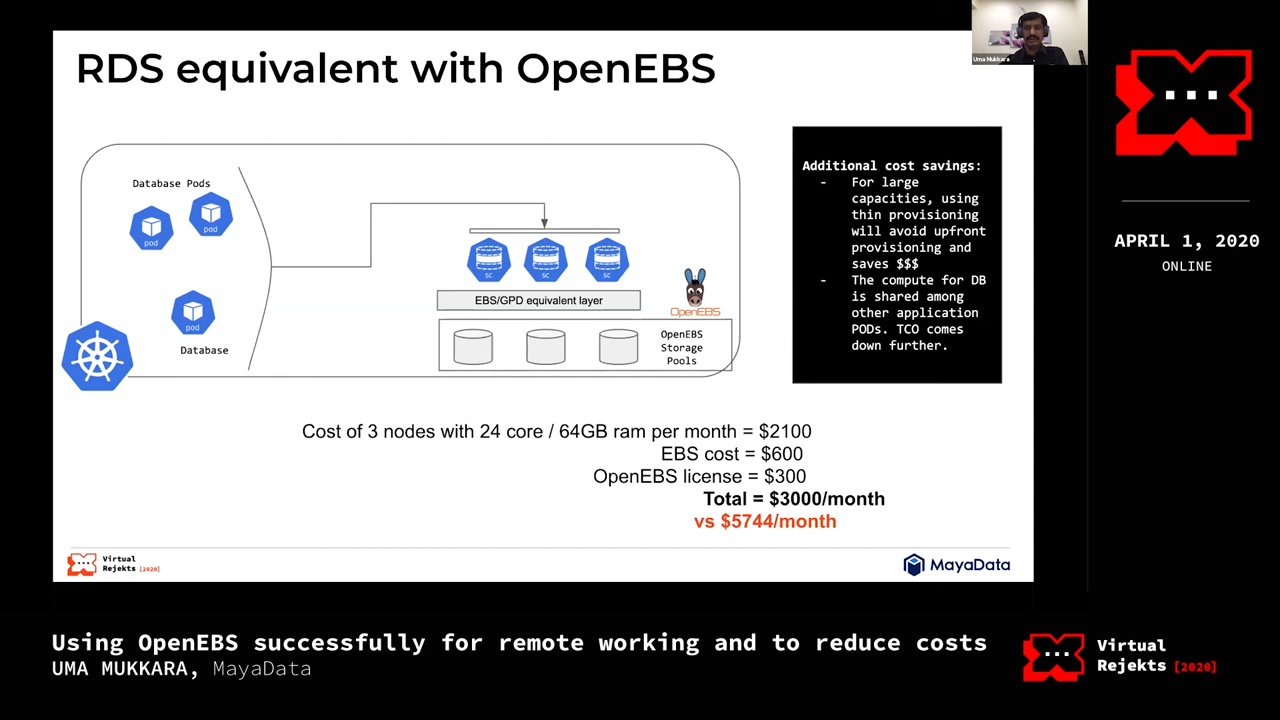 RDS equivalent with OpenEBS
Uma Mukkara
Database Pods
pod
pod
pod
Database
SC
SC
SC
EBS/GPD equivalent layer
OpenEBS
OpenEBS
Storage
Pools
Additional cost savings:
- For large
capacities, using
thin provisioning
will avoid upfront
provisioning and
saves $$$
- The compute for DB
is shared among
other application
PODs. TCO comes
down further.
Cost of 3 nodes with 24 core / 64GB ram per month = $2100
EBS cost = $600
OpenEBS license = $300
Total = $3000/month
vs $5744/month
Virtual
Rejekts [2020]
MayaData
APRIL 1, 2020
ONLINE
Using OpenEBS successfully for remote working and to reduce costs
UMA MUKKARA, MayaData
Virtual
Rejekts [2020]